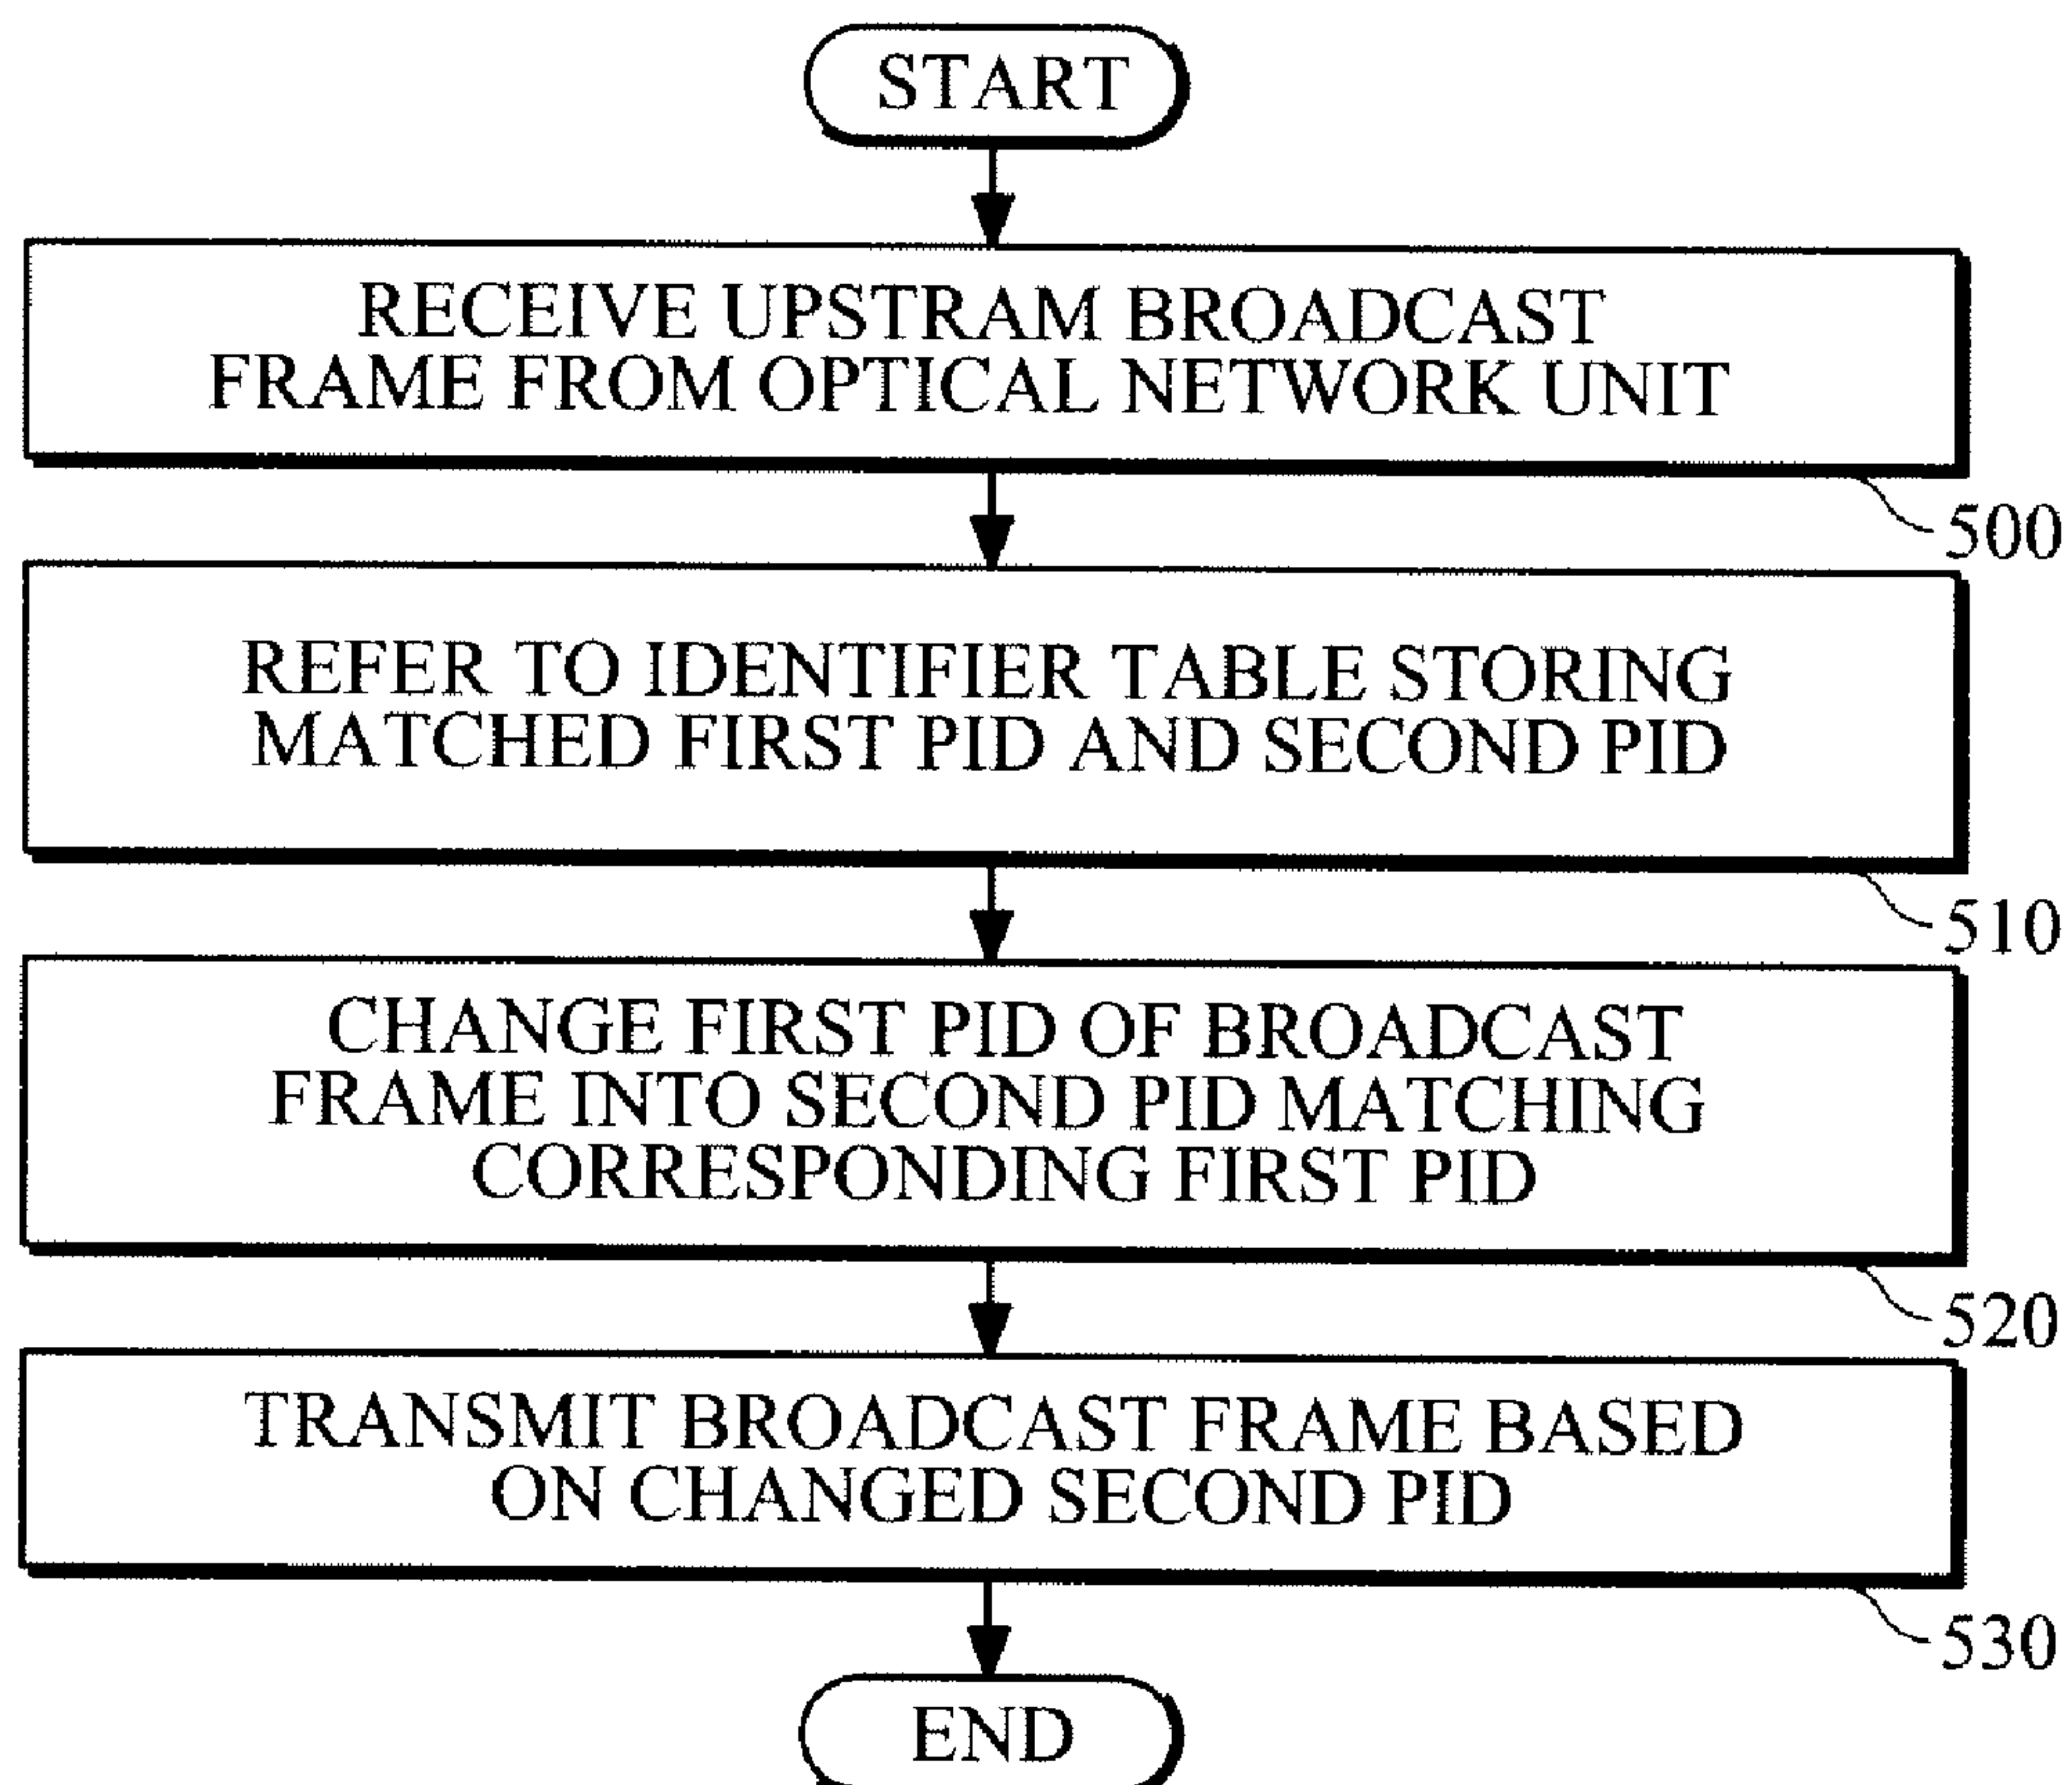 START
RECEIVE UPSTRAM BROADCAST
FRAME FROM OPTICAL NETWORK UNIT
500
REFER TO IDENTIFIER TABLE STORING
MATCHED FIRST PID AND SECOND PID
510
CHANGE FIRST PID OF BROADCAST
FRAME INTO SECOND PID MATCHING
CORRESPONDING FIRST PID
520
TRANSMIT BROADCAST FRAME BASED
ON CHANGED SECOND PID
530
END